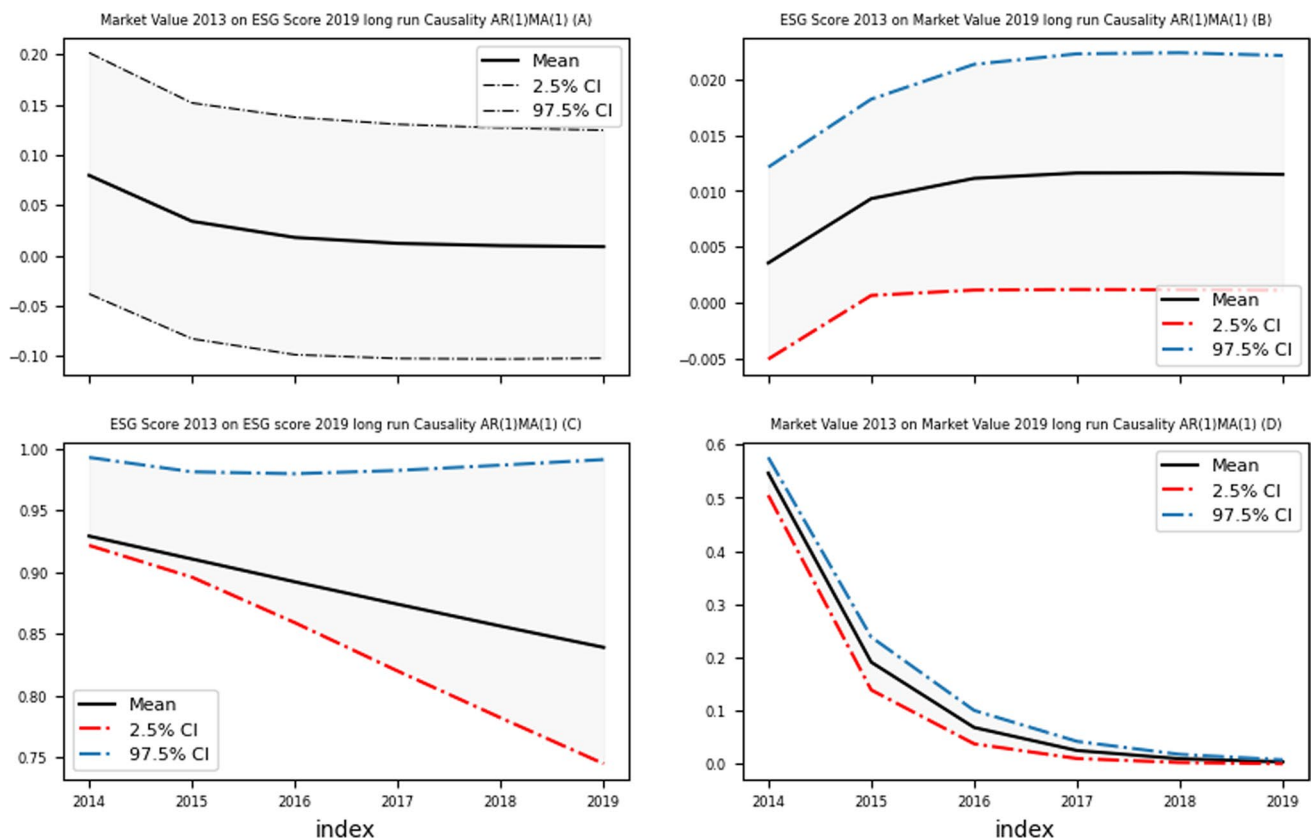 Market Value 2013 on ESG Score 2019 long run Causality AR(1)MA(1) (A)
0.20
0.15
0.10
0.05
0.00
−0.05
−0.10
Mean
2.5% CI
97.5% CI
ESG Score 2013 on Market Value 2019 long run Causality AR(1)MA(1) (B)
0.020
0.015
0.010
0.005
0.000
−0.005
Mean
2.5% CI
97.5% CI
ESG Score 2013 on ESG score 2019 long run Causality AR(1)MA(1) (C)
1.00
0.95
0.90
0.85
0.80
0.75
Mean
2.5% CI
97.5% CI
2014 2015 2016 2017 2018 2019
index
Market Value 2013 on Market Value 2019 long run Causality AR(1)MA(1) (D)
0.6
0.5
0.4
0.3
0.2
0.1
0.0
Mean
2.5% CI
97.5% CI
2014 2015 2016 2017 2018 2019
index